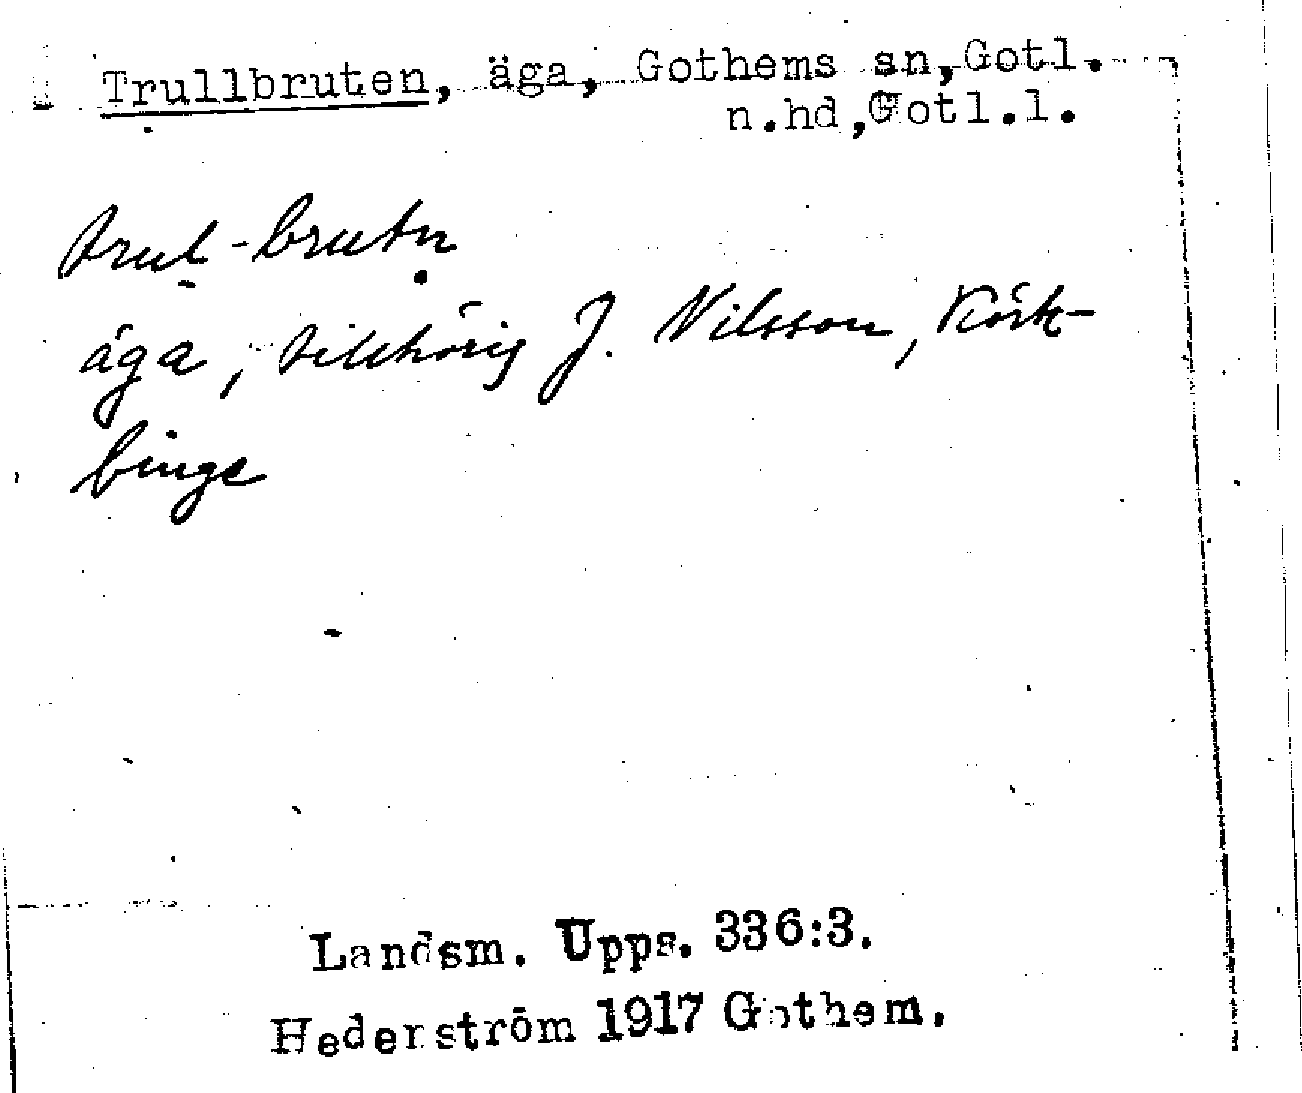 Trullbruten, äga, Gothems sn, Gotl.
n.hd, Gotl.l.
trul-brutn
äga, tillhörig J. Nilsson, Körk-
binge
Landsm. Upps. 336:3.
Hederström 1917 Gothem.